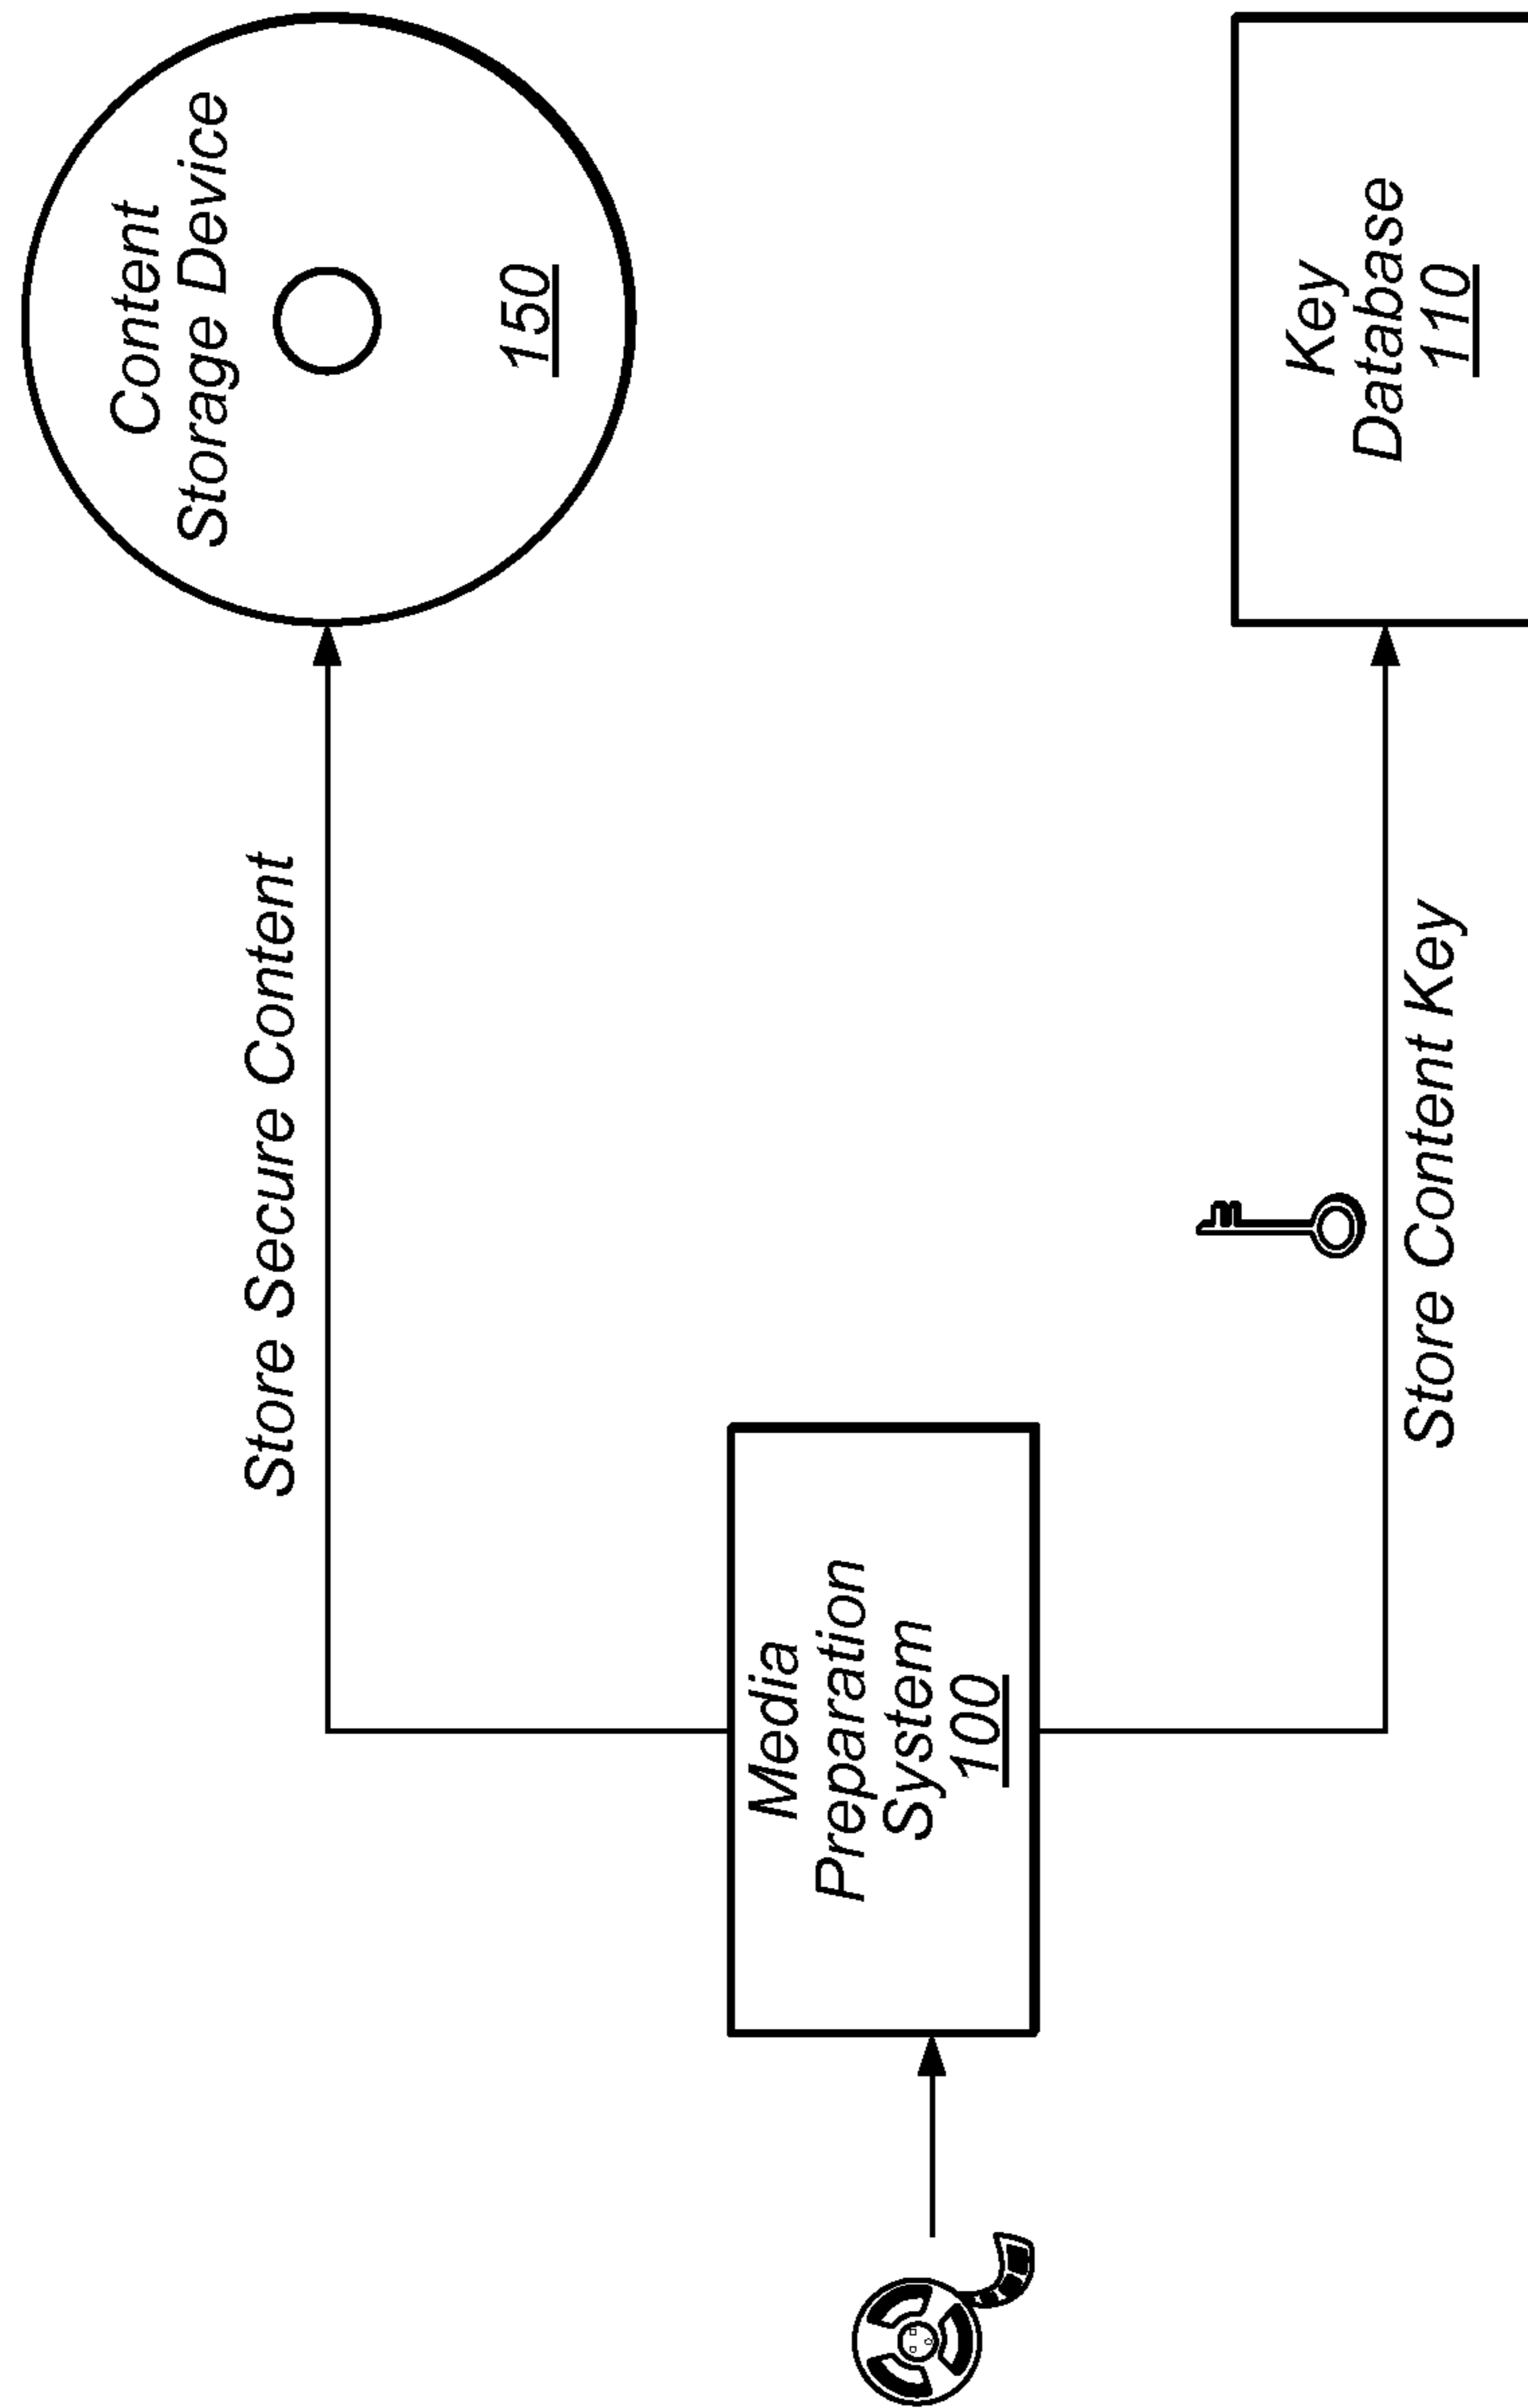 Content
Storage Device
150
Store Secure Content
Media
Preparation
System
100
Store Content Key
Key
Database
110